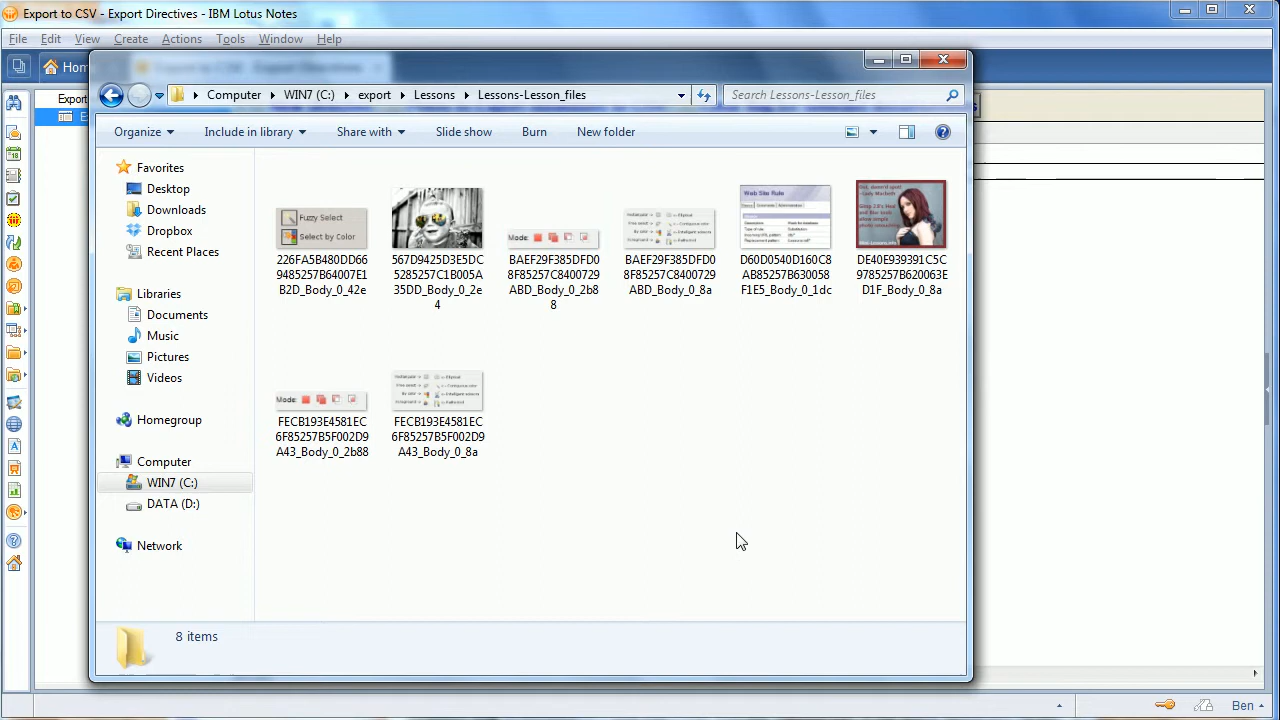 Export to CSV - Export Directives - IBM Lotus Notes
File Edit View Create Actions Tools Window Help
Hom
Computer WIN7 (C:) export Lessons Lessons-Lesson_files
Search Lessons-Lesson_files
Organize Include in library Share with Slide show Burn New folder
Export
Favorites
Desktop
Downloads
Dropbox
Recent Places
Libraries
Documents
Music
Pictures
Videos
Homegroup
Computer
WIN7 (C:)
DATA (D:)
Network
Fuzzy Select
Select by Color
226FA5B480DD66
9485257B64007E1
B2D_Body_0_42e
567D9425D3E5DC
5285257C1B005A
35DD_Body_0_2e
4
Mode:
BAEF29F385DFD0
8F85257C8400729
ABD_Body_0_2b8
8
BAEF29F385DFD0
8F85257C8400729
ABD_Body_0_8a
Web Site Rule
D60D0540D160C8
AB85257B630058
F1E5_Body_0_1dc
DE40E939391C5C
9785257B620063E
D1F_Body_0_8a
Mode:
FECB193E4581EC
6F85257B5F002D9
A43_Body_0_2b88
FECB193E4581EC
6F85257B5F002D9
A43_Body_0_8a
8 items
Ben